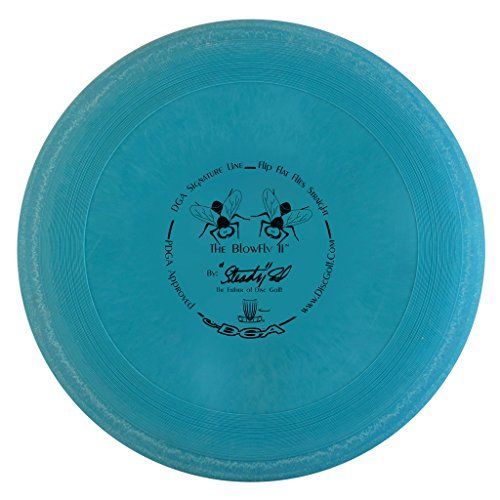 DGA Signature Line — Flip Flat Flies Straight
The BlowFly II™
By: "Steady" Ed
The Father of Disc Golf!
PDGA Approved
DGA
www.DiscGolf.Com